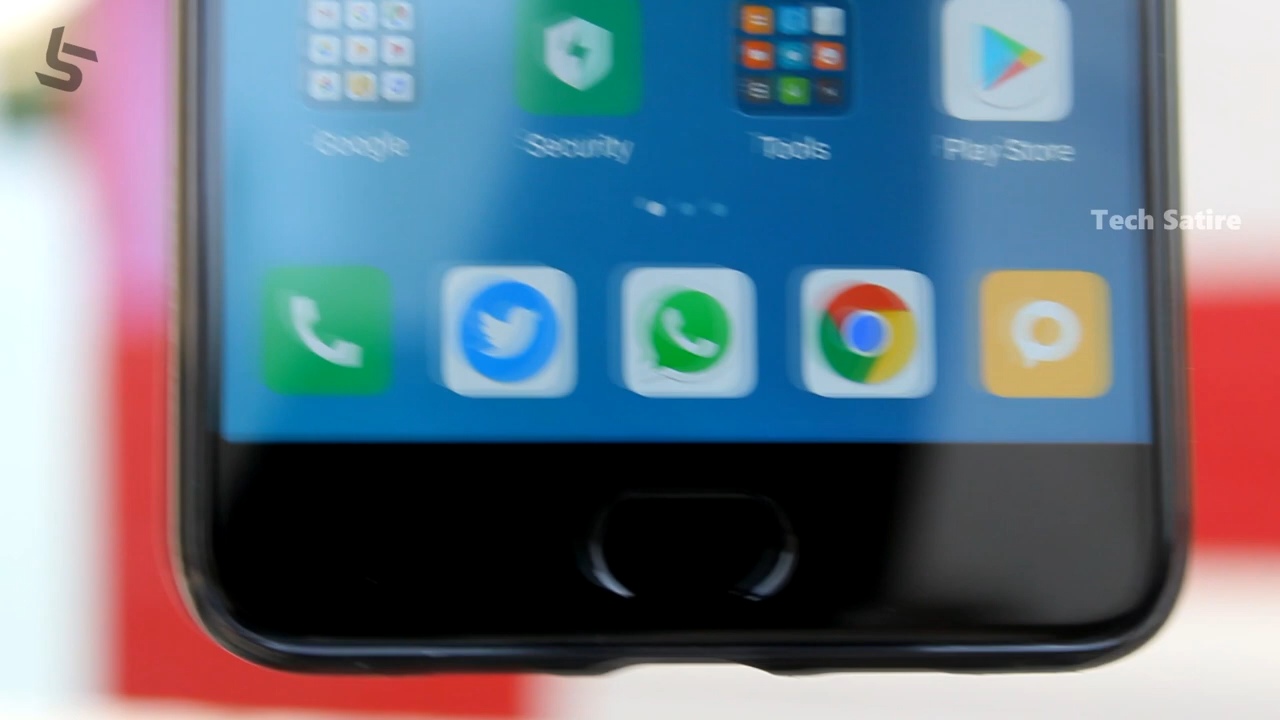 Google
Security
Tools
Play Store
Tech Satire